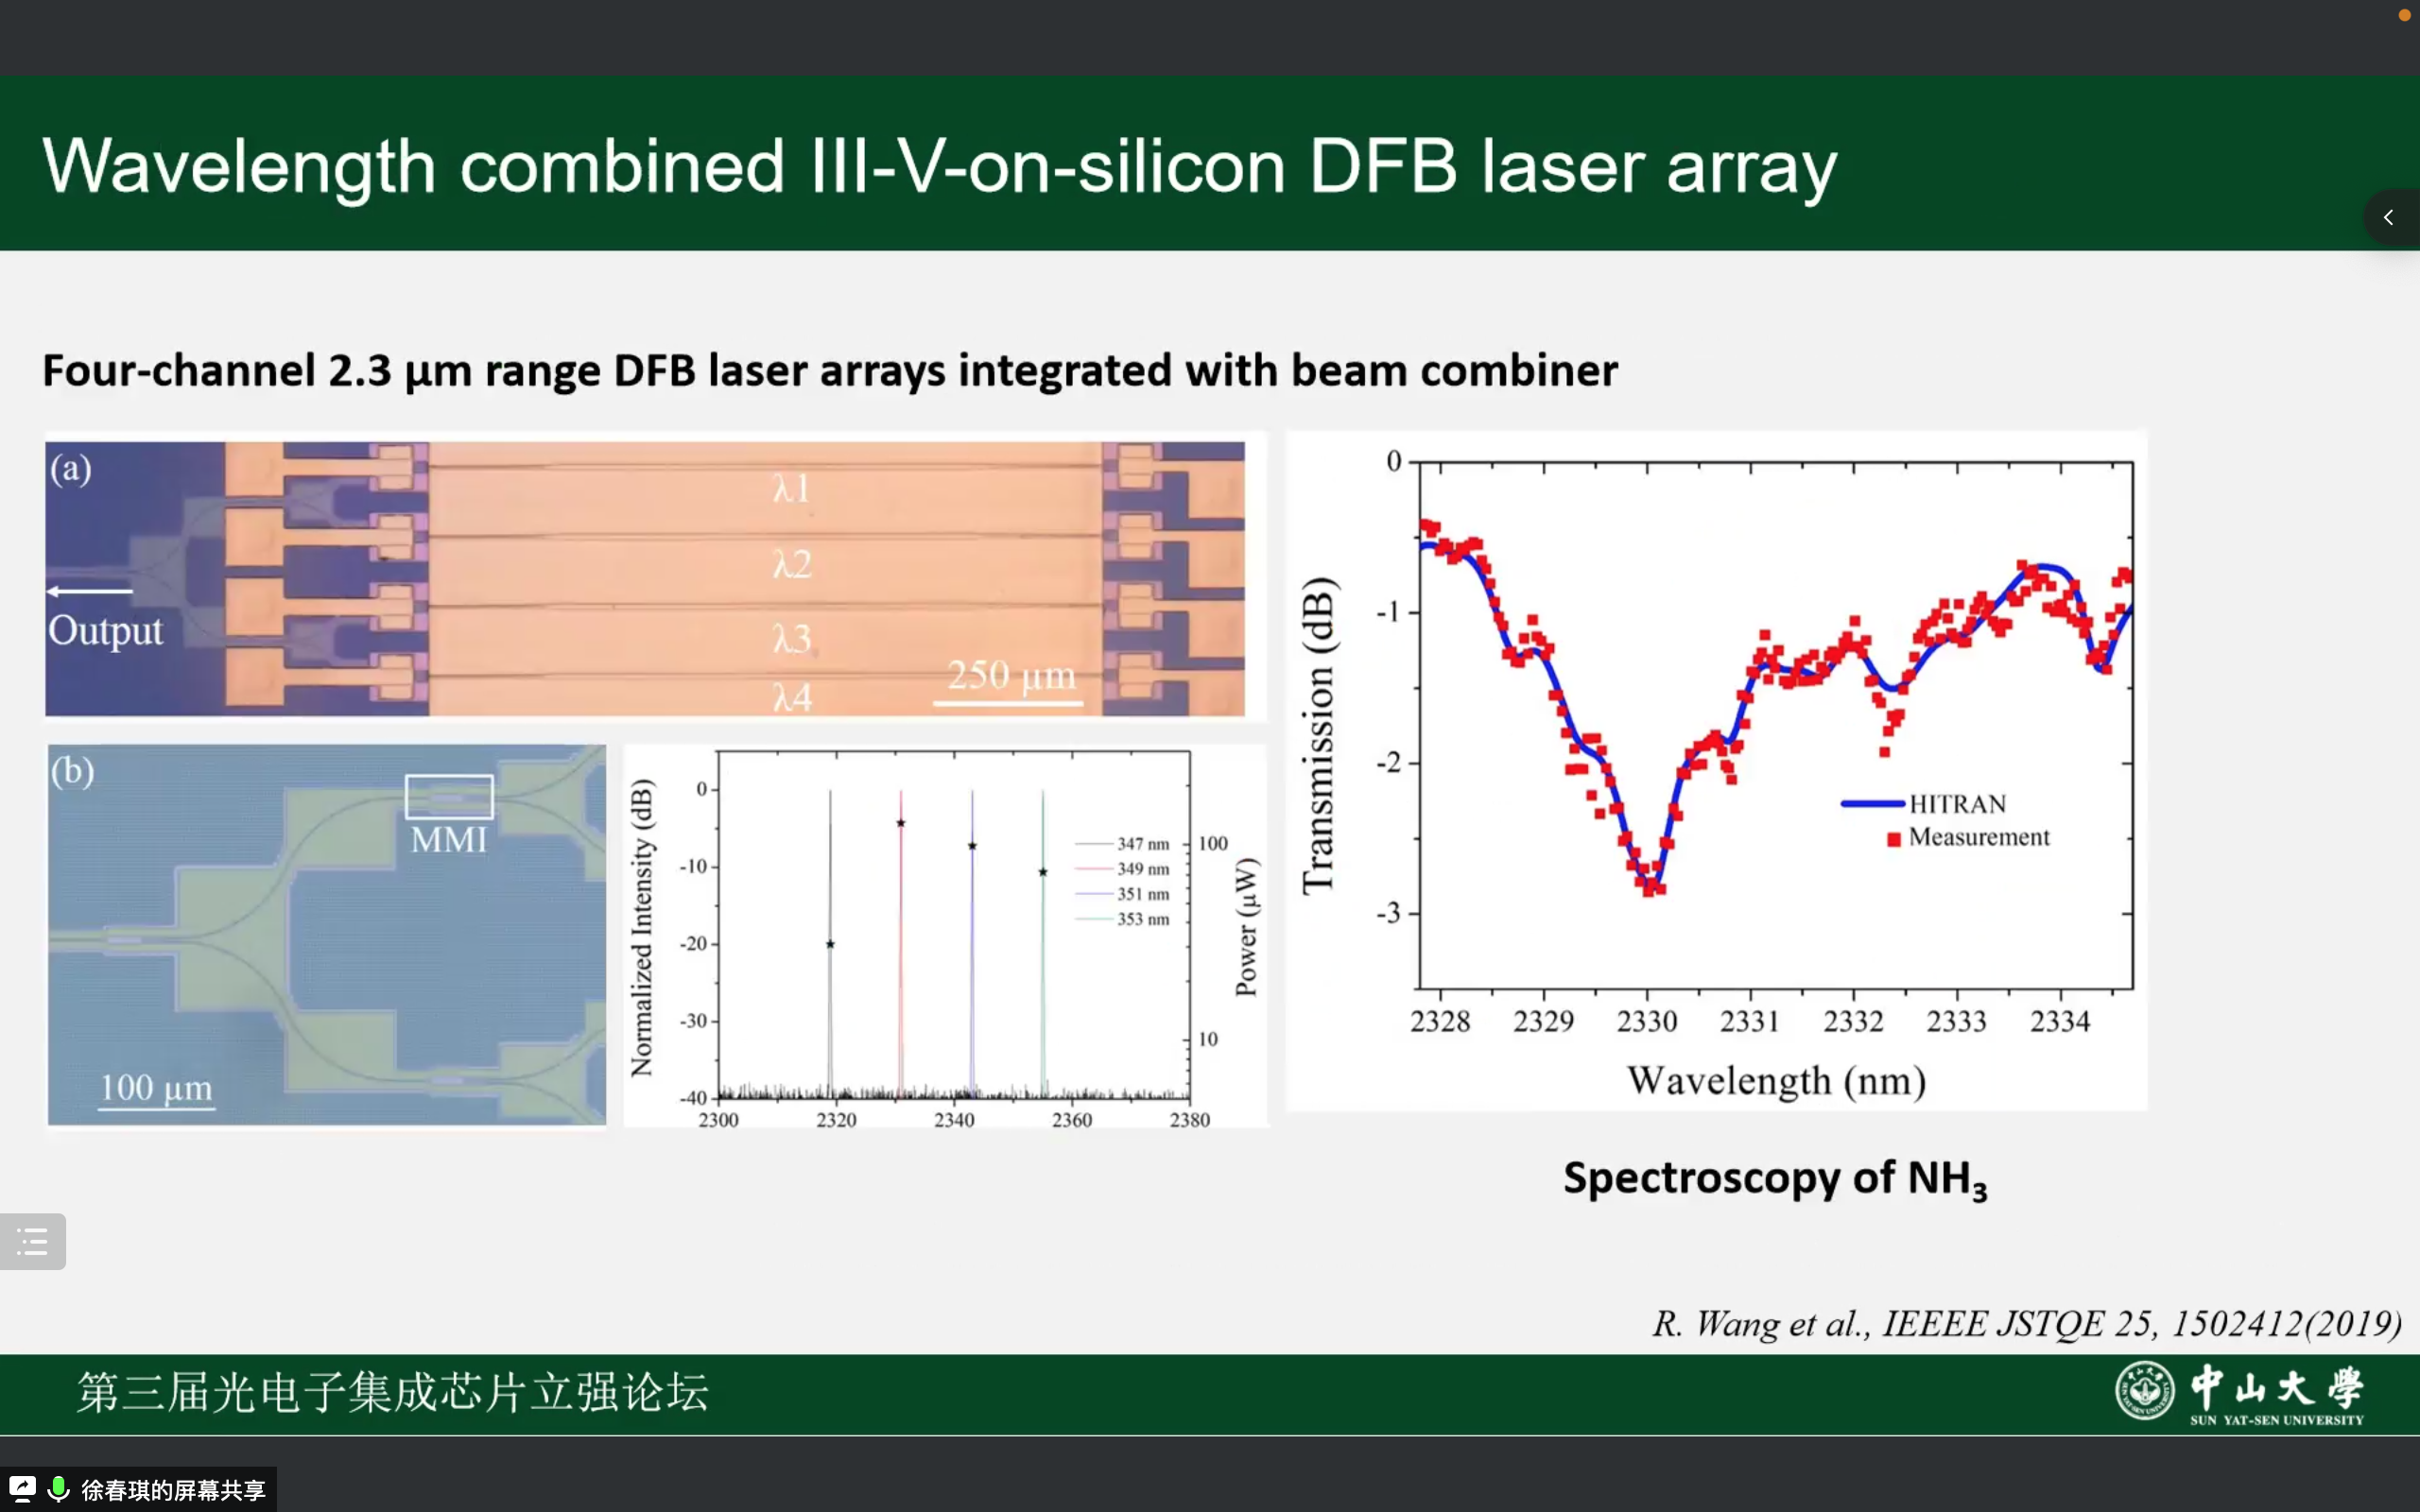 Wavelength combined III-V-on-silicon DFB laser array
Four-channel 2.3 µm range DFB laser arrays integrated with beam combiner
(a)
λ1
λ2
λ3
λ4
Output
250 µm
(b)
MMI
100 µm
Normalized Intensity (dB)
0
-10
-20
-30
-40
2300 2320 2340 2360 2380
347 nm
349 nm
351 nm
353 nm
100
10
Power (µW)
Transmission (dB)
0
-1
-2
-3
HITRAN
Measurement
2328 2329 2330 2331 2332 2333 2334
Wavelength (nm)
Spectroscopy of NH₃
R. Wang et al., IEEEE JSTQE 25, 1502412(2019)
第三届光电子集成芯片立强论坛
中山大學
SUN YAT-SEN UNIVERSITY
徐春琪的屏幕共享